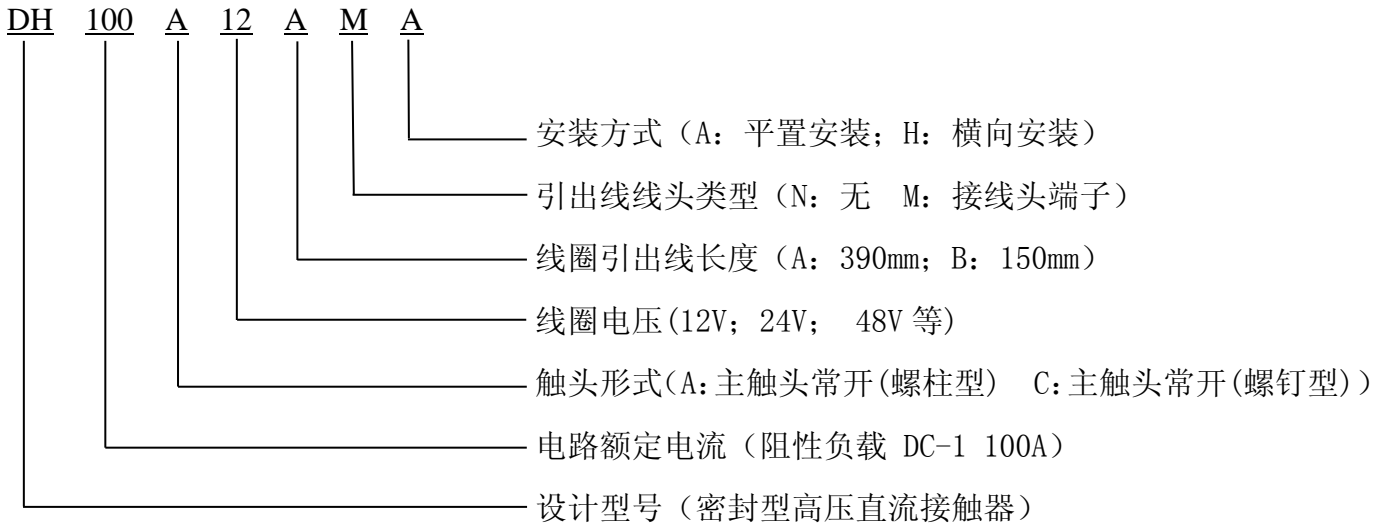 DH 100 A 12 A M A
安装方式（A：平置安装；H：横向安装）
引出线线头类型（N：无 M：接线头端子）
线圈引出线长度（A：390mm；B：150mm）
线圈电压(12V；24V； 48V 等)
触头形式(A:主触头常开(螺柱型) C:主触头常开(螺钉型)）
电路额定电流（阻性负载 DC-1 100A）
设计型号（密封型高压直流接触器）